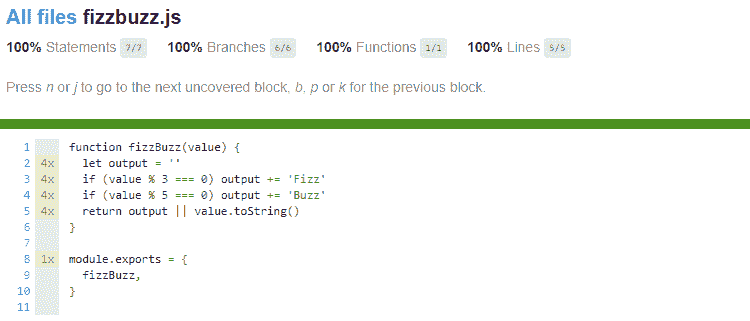 All files fizzbuzz.js
100% Statements 7/7 100% Branches 6/6 100% Functions 1/1 100% Lines 5/5
Press n or j to go to the next uncovered block, b, p or k for the previous block.
1 function fizzBuzz(value) {
2 4x let output = ''
3 4x if (value % 3 === 0) output += 'Fizz'
4 4x if (value % 5 === 0) output += 'Buzz'
5 4x return output || value.toString()
6 }
7
8 1x module.exports = {
9 fizzBuzz,
10 }
11